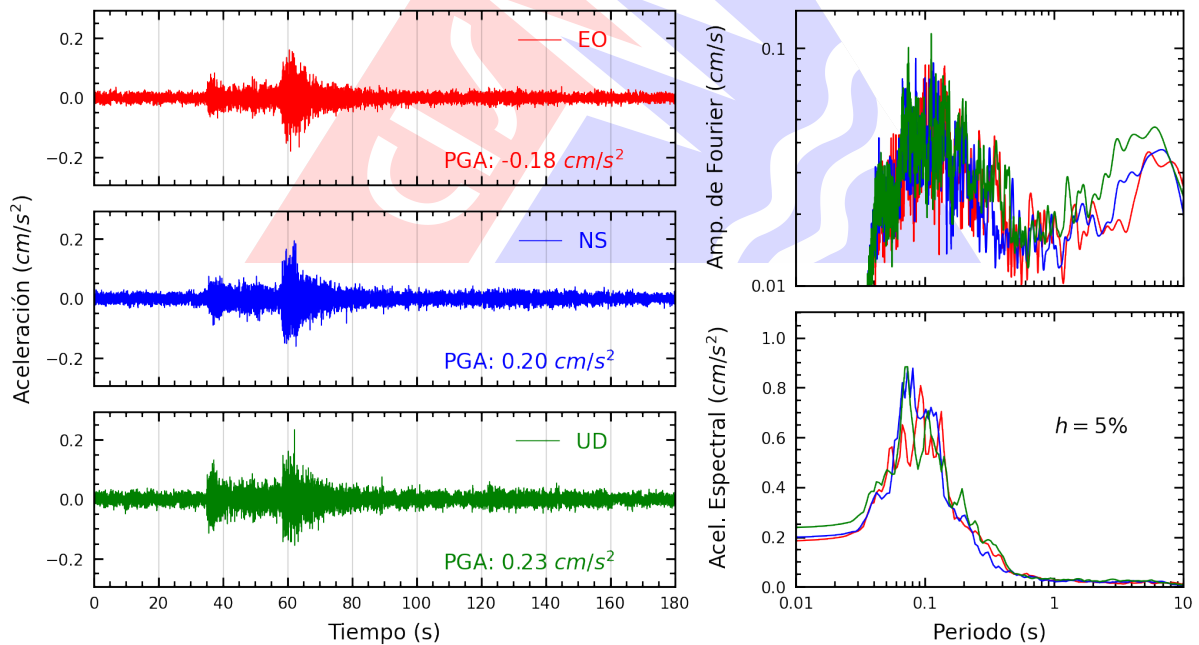 Aceleración (cm/s²)
0.2
0.0
−0.2
EO
PGA: -0.18 cm/s²
0.2
0.0
−0.2
NS
PGA: 0.20 cm/s²
0.2
0.0
−0.2
UD
PGA: 0.23 cm/s²
0 20 40 60 80 100 120 140 160 180
Tiempo (s)
Amp. de Fourier (cm/s)
0.1
0.01
Acel. Espectral (cm/s²)
1.0
0.8
0.6
0.4
0.2
0.0
h = 5%
0.01 0.1 1 10
Periodo (s)